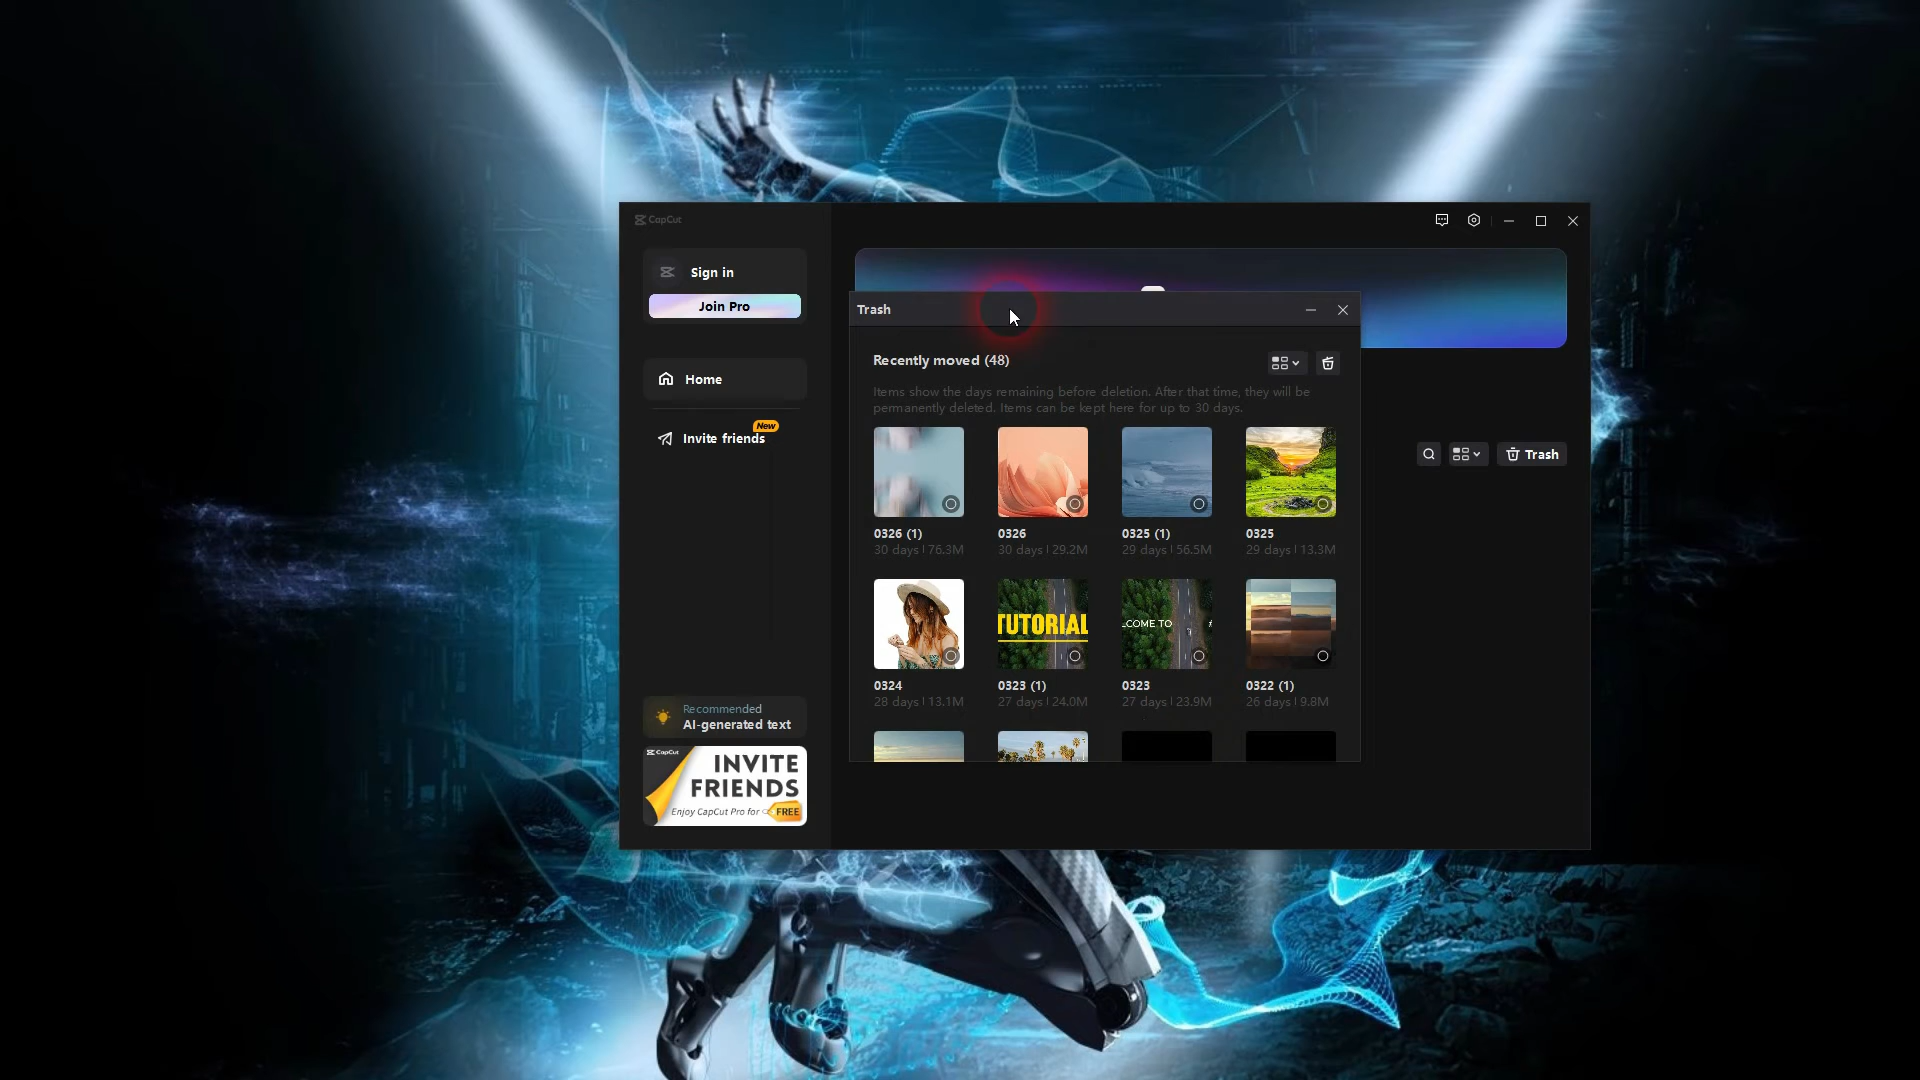 CapCut
Sign in
Join Pro
Home
New
Invite friends
Recommended
AI-generated text
CapCut
INVITE
FRIENDS
Enjoy CapCut Pro for
FREE
Trash
Recently moved (48)
Items show the days remaining before deletion. After that time, they will be
permanently deleted. Items can be kept here for up to 30 days.
0326 (1)
30 days | 76.3M
0326
30 days | 29.2M
0325 (1)
29 days | 56.5M
0325
29 days | 13.3M
TUTORIAL
LCOME TO
0324
28 days | 13.1M
0323 (1)
27 days | 24.0M
0323
27 days | 23.9M
0322 (1)
26 days | 9.8M
Trash